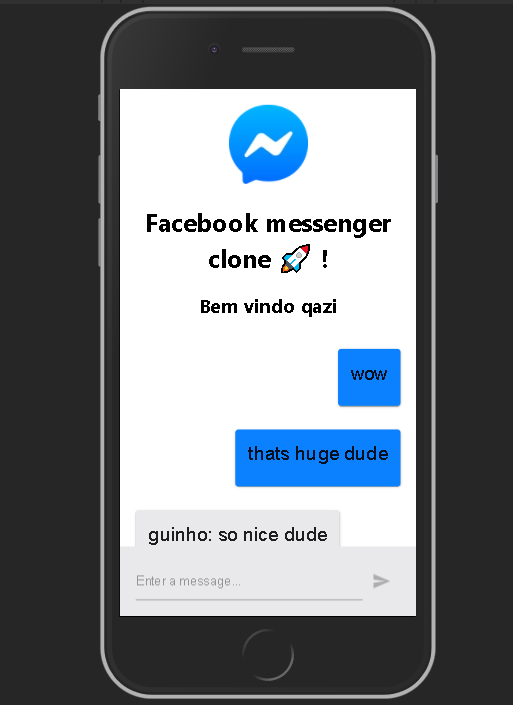 Facebook messenger
clone 🚀 !
Bem vindo qazi
wow
thats huge dude
guinho: so nice dude
Enter a message...